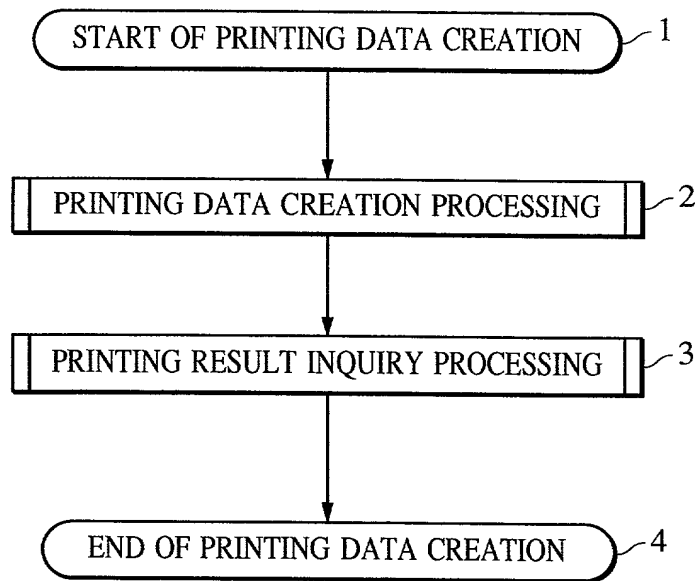 START OF PRINTING DATA CREATION 1
PRINTING DATA CREATION PROCESSING 2
PRINTING RESULT INQUIRY PROCESSING 3
END OF PRINTING DATA CREATION 4